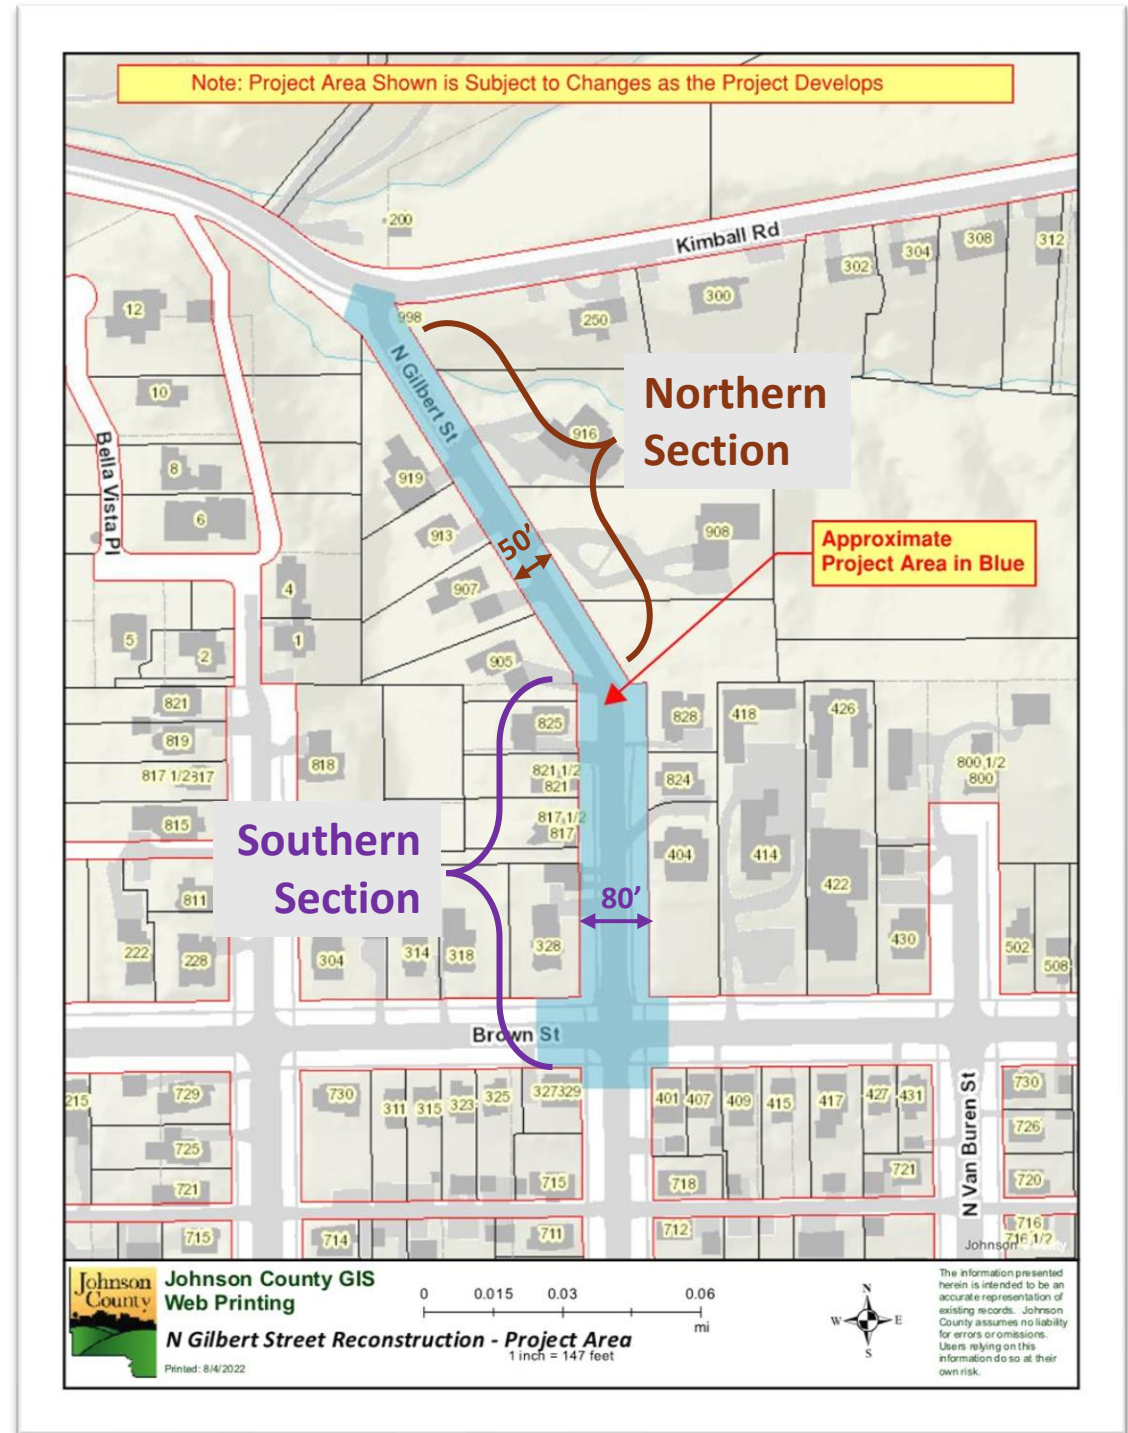 Note: Project Area Shown is Subject to Changes as the Project Develops
200
Kimball Rd
302
304
308
312
12
998
250
300
N Gilbert St
10
Northern
Section
916
Bella Vista Pl
8
919
6
913
50'
908
Approximate
Project Area in Blue
4
907
5
2
1
905
821
825
828
418
426
819
818
821 1/2
821
824
800 1/2
800
817 1/2 817
815
817 1/2
817
Southern
Section
404
414
422
811
80'
222
228
304
314
318
328
430
502
508
Brown St
215
729
730
311
315
323
325
327 329
401
407
409
415
417
427
431
730
N Van Buren St
725
726
721
715
718
721
720
715
714
711
712
716
716 1/2
Johnson
Johnson
County
Johnson County GIS
Web Printing
0 0.015 0.03 0.06
mi
N Gilbert Street Reconstruction - Project Area
1 inch = 147 feet
Printed: 8/4/2022
N
W E
S
The information presented
herein is intended to be an
accurate representation of
existing records. Johnson
County assumes no liability
for errors or omissions.
Users relying on this
information do so at their
own risk.